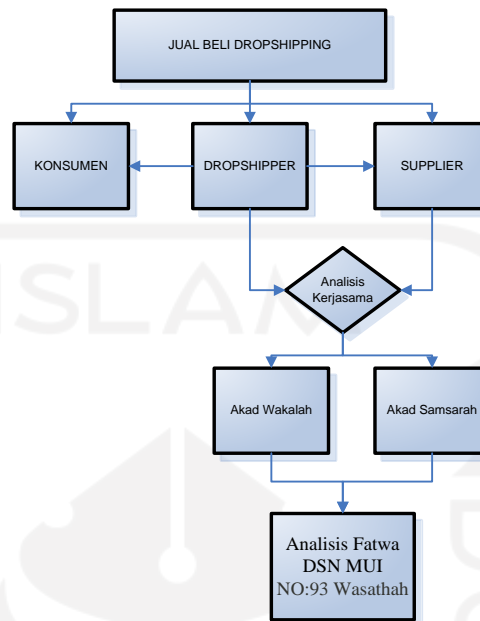 JUAL BELI DROPSHIPPING
KONSUMEN
DROPSHIPPER
SUPPLIER
Analisis
Kerjasama
ISLAM
Akad Wakalah
Akad Samsarah
Analisis Fatwa
DSN MUI
NO:93 Wasathah